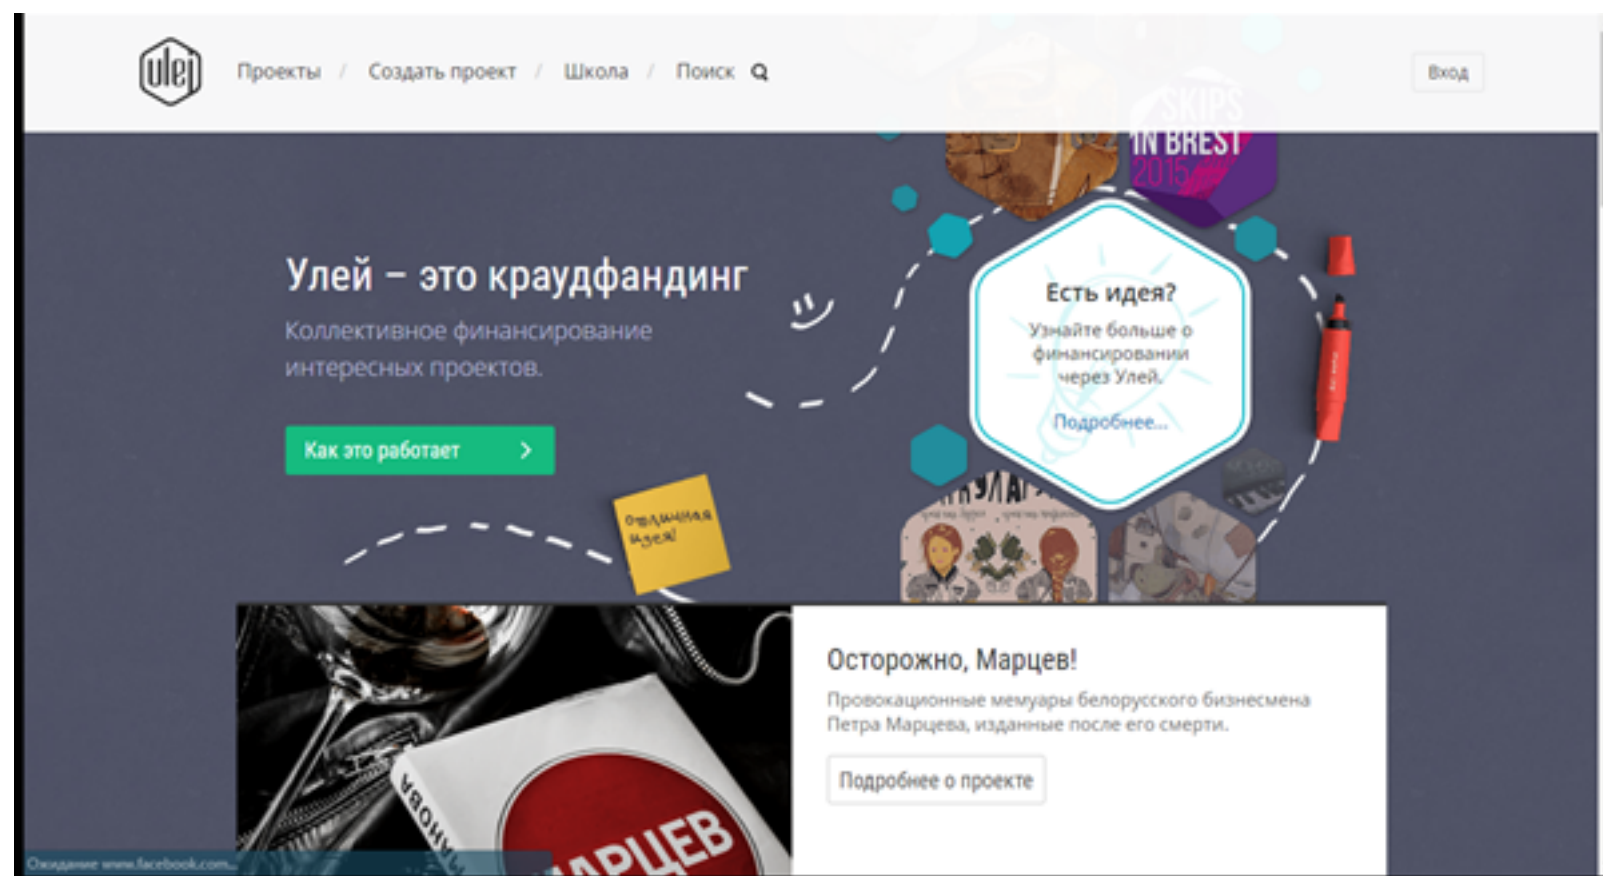 ulej
Проекты / Создать проект / Школа / Поиск
Вход
SKIPS
IN BREST
2015
Улей – это краудфандинг
Коллективное финансирование
интересных проектов.
Как это работает
Есть идея?
Узнайте больше о
финансировании
через Улей.
Подробнее...
отличная
идея!
Осторожно, Марцев!
Провокационные мемуары белорусского бизнесмена
Петра Марцева, изданные после его смерти.
Подробнее о проекте
МАРЦЕВ
Ожидание www.facebook.com...